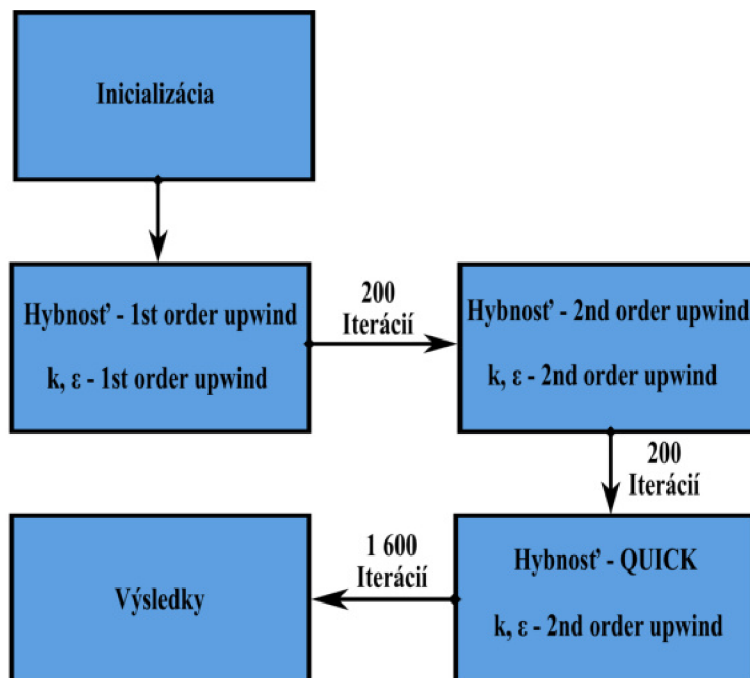 Inicializácia
Hybnosť - 1st order upwind
k, ε - 1st order upwind
200
Iterácií
Hybnosť - 2nd order upwind
k, ε - 2nd order upwind
200
Iterácií
Hybnosť - QUICK
k, ε - 2nd order upwind
1 600
Iterácií
Výsledky